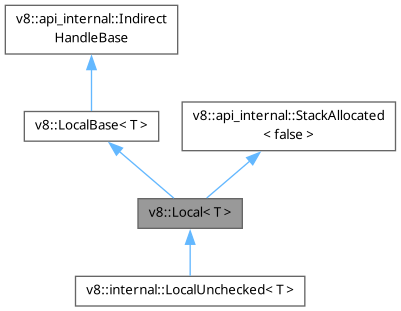 v8::api_internal::Indirect
HandleBase
v8::LocalBase< T >
v8::api_internal::StackAllocated
< false >
v8::Local< T >
v8::internal::LocalUnchecked< T >